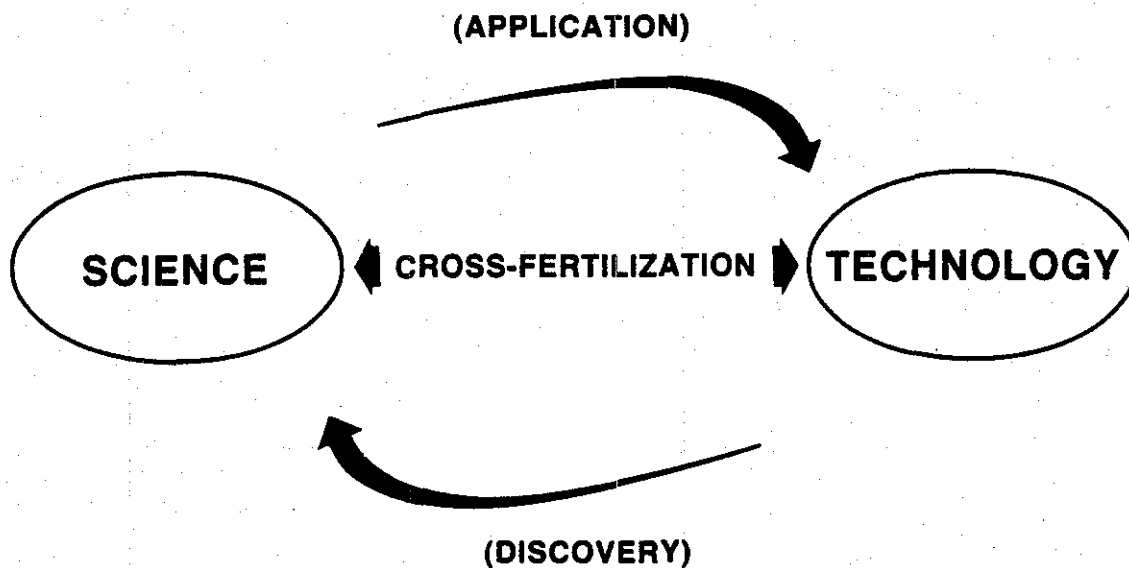 (APPLICATION)
SCIENCE
CROSS-FERTILIZATION
TECHNOLOGY
(DISCOVERY)